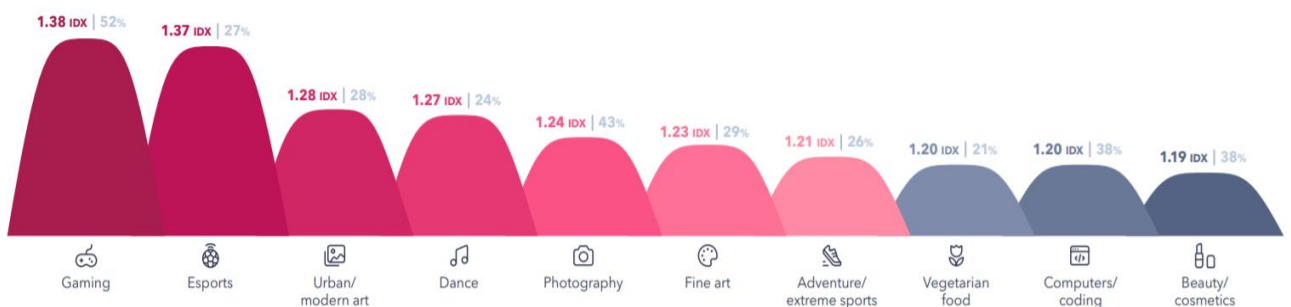 1.38 IDX | 52%
1.37 IDX | 27%
1.28 IDX | 28%
1.27 IDX | 24%
1.24 IDX | 43%
1.23 IDX | 29%
1.21 IDX | 26%
1.20 IDX | 21%
1.20 IDX | 38%
1.19 IDX | 38%
Gaming
Esports
Urban/
modern art
Dance
Photography
Fine art
Adventure/
extreme sports
Vegetarian
food
Computers/
coding
Beauty/
cosmetics